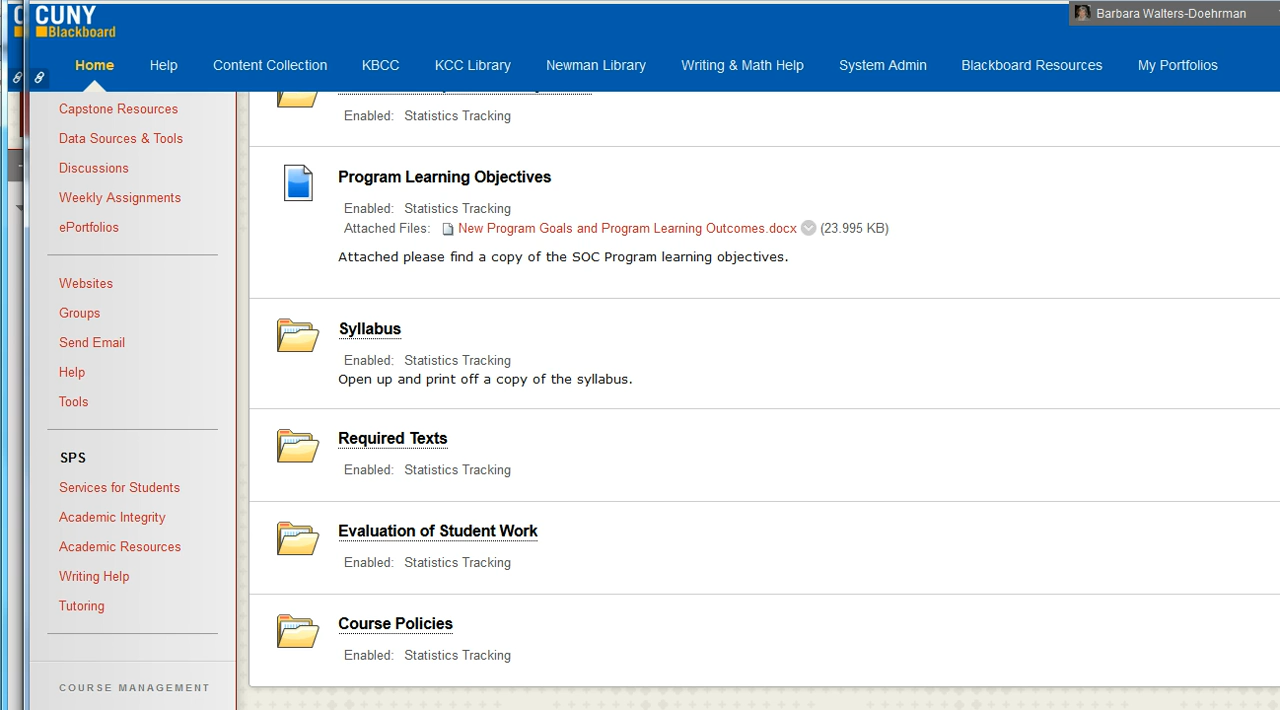 CUNY
Blackboard
Barbara Walters-Doehrman
Home Help Content Collection KBCC KCC Library Newman Library Writing & Math Help System Admin Blackboard Resources My Portfolios
Capstone Resources
Data Sources & Tools
Discussions
Weekly Assignments
ePortfolios
Websites
Groups
Send Email
Help
Tools
SPS
Services for Students
Academic Integrity
Academic Resources
Writing Help
Tutoring
COURSE MANAGEMENT
Enabled: Statistics Tracking
Program Learning Objectives
Enabled: Statistics Tracking
Attached Files: New Program Goals and Program Learning Outcomes.docx (23.995 KB)
Attached please find a copy of the SOC Program learning objectives.
Syllabus
Enabled: Statistics Tracking
Open up and print off a copy of the syllabus.
Required Texts
Enabled: Statistics Tracking
Evaluation of Student Work
Enabled: Statistics Tracking
Course Policies
Enabled: Statistics Tracking